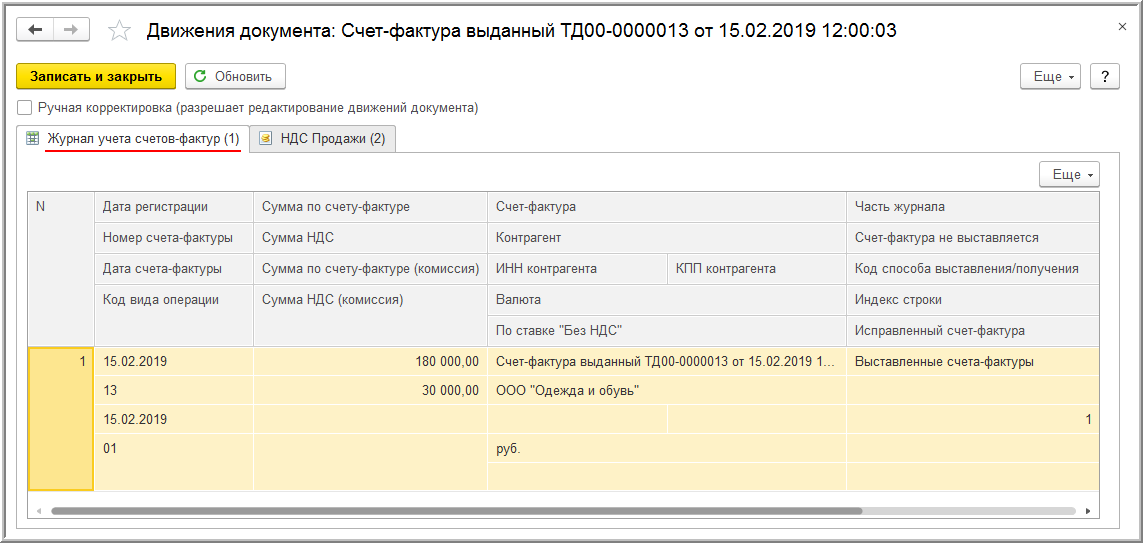 Движения документа: Счет-фактура выданный ТД00-0000013 от 15.02.2019 12:00:03
Записать и закрыть Обновить Еще ?
Ручная корректировка (разрешает редактирование движений документа)
Журнал учета счетов-фактур (1) НДС Продажи (2)
Еще
N Дата регистрации Сумма по счету-фактуре Счет-фактура Часть журнала
Номер счета-фактуры Сумма НДС Контрагент Счет-фактура не выставляется
Дата счета-фактуры Сумма по счету-фактуре (комиссия) ИНН контрагента КПП контрагента Код способа выставления/получения
Код вида операции Сумма НДС (комиссия) Валюта Индекс строки
По ставке "Без НДС" Исправленный счет-фактура
1 15.02.2019 180 000,00 Счет-фактура выданный ТД00-0000013 от 15.02.2019 1... Выставленные счета-фактуры
13 30 000,00 ООО "Одежда и обувь"
15.02.2019 1
01 руб.